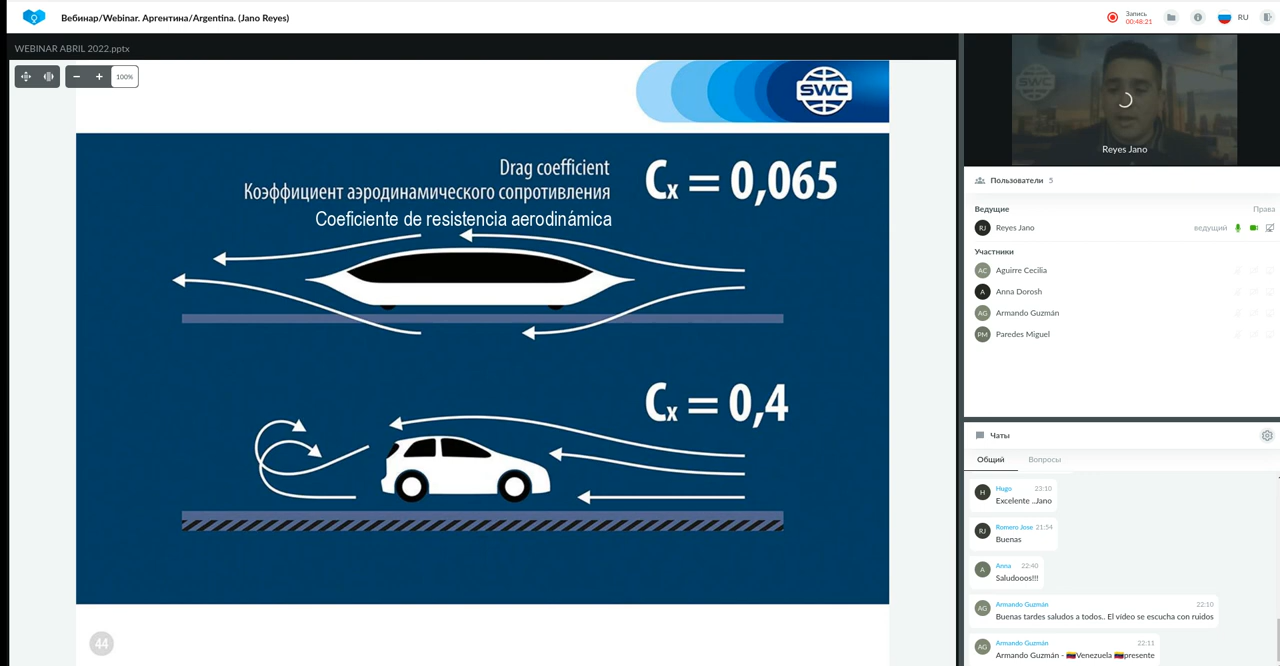 Вебинар/Webinar. Аргентина/Argentina. (Jano Reyes)
Запись
00:48:21
RU
WEBINAR ABRIL 2022.pptx
100%
SWC
Drag coefficient
Коэффициент аэродинамического сопротивления
Coeficiente de resistencia aerodinámica
Cx = 0,065
Cx = 0,4
44
SWC
Reyes Jano
Пользователи 5
Ведущие Права
RJ Reyes Jano ведущий
Участники
AC Aguirre Cecilia
A Anna Dorosh
AG Armando Guzmán
PM Paredes Miguel
Чаты
Общий Вопросы
H Hugo 23:10
Excelente ..Jano
RJ Romero Jose 21:54
Buenas
A Anna 22:40
Saludooos!!!
AG Armando Guzmán 22:10
Buenas tardes saludos a todos.. El vídeo se escucha con ruidos
AG Armando Guzmán 22:11
Armando Guzmán - 🇻🇪Venezuela 🇻🇪presente